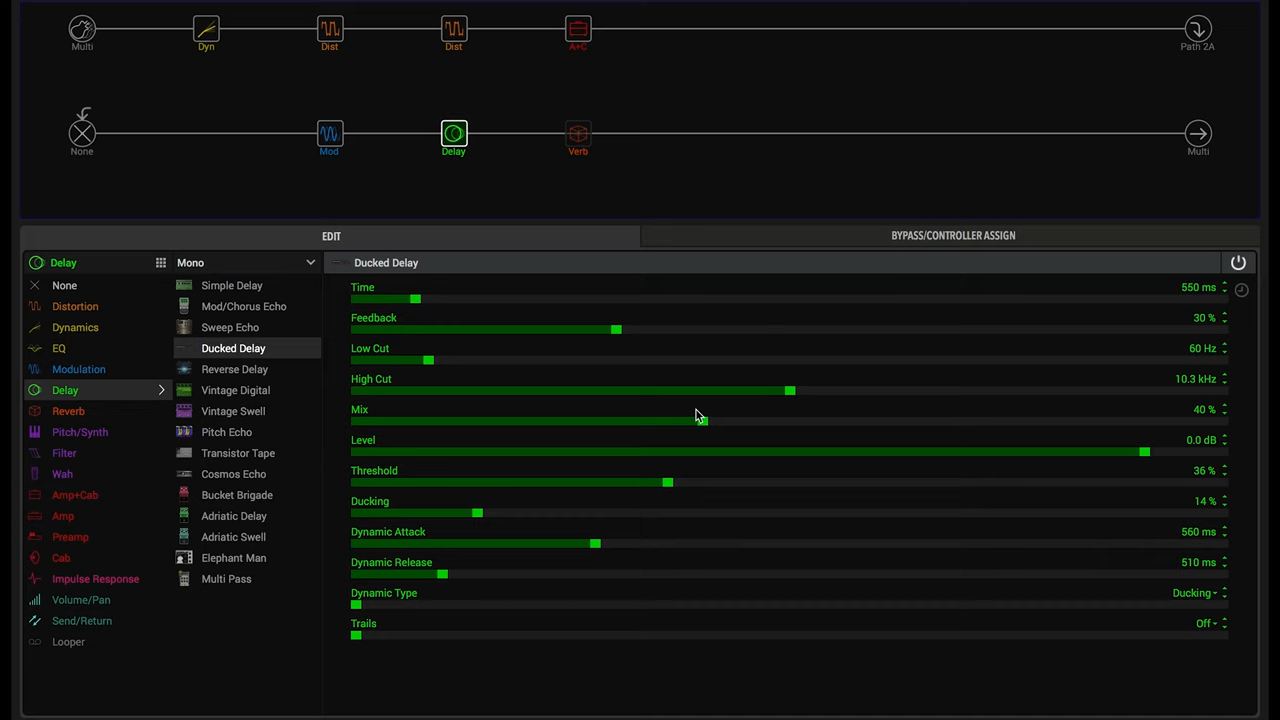 Multi Dyn Dist Dist A+C Path 2A
None Mod Delay Verb Multi
EDIT BYPASS/CONTROLLER ASSIGN
Delay Mono Ducked Delay
None
Distortion
Dynamics
EQ
Modulation
Delay
Reverb
Pitch/Synth
Filter
Wah
Amp+Cab
Amp
Preamp
Cab
Impulse Response
Volume/Pan
Send/Return
Looper
Simple Delay
Mod/Chorus Echo
Sweep Echo
Ducked Delay
Reverse Delay
Vintage Digital
Vintage Swell
Pitch Echo
Transistor Tape
Cosmos Echo
Bucket Brigade
Adriatic Delay
Adriatic Swell
Elephant Man
Multi Pass
Time 550 ms
Feedback 30 %
Low Cut 60 Hz
High Cut 10.3 kHz
Mix 40 %
Level 0.0 dB
Threshold 36 %
Ducking 14 %
Dynamic Attack 560 ms
Dynamic Release 510 ms
Dynamic Type Ducking
Trails Off